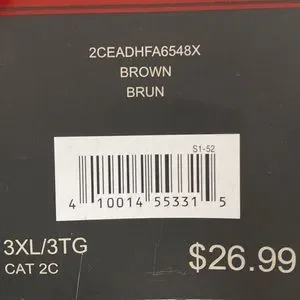 2CEADHFA6548X
BROWN
BRUN
S1-52
4 10014 55331 5
3XL/3TG
CAT 2C
$26.99